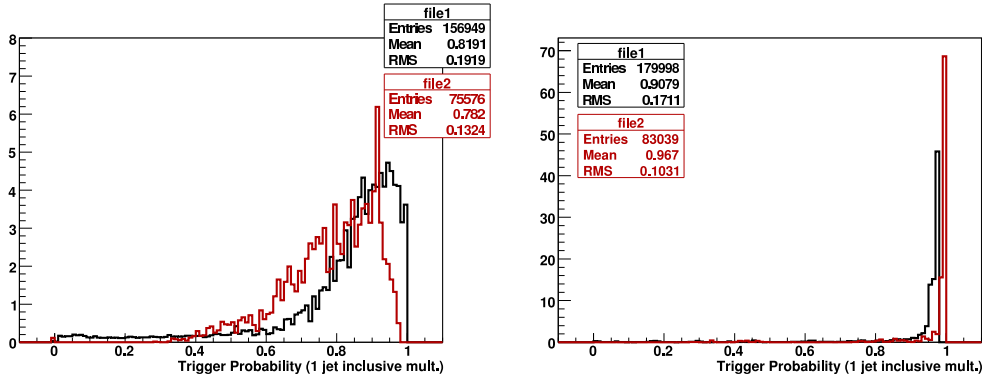 file1
Entries 156949
Mean 0.8191
RMS 0.1919
file2
Entries 75576
Mean 0.782
RMS 0.1324
8
7
6
5
4
3
2
1
0
0 0.2 0.4 0.6 0.8 1
Trigger Probability (1 jet inclusive mult.)
file1
Entries 179998
Mean 0.9079
RMS 0.1711
file2
Entries 83039
Mean 0.967
RMS 0.1031
70
60
50
40
30
20
10
0
0 0.2 0.4 0.6 0.8 1
Trigger Probability (1 jet inclusive mult.)